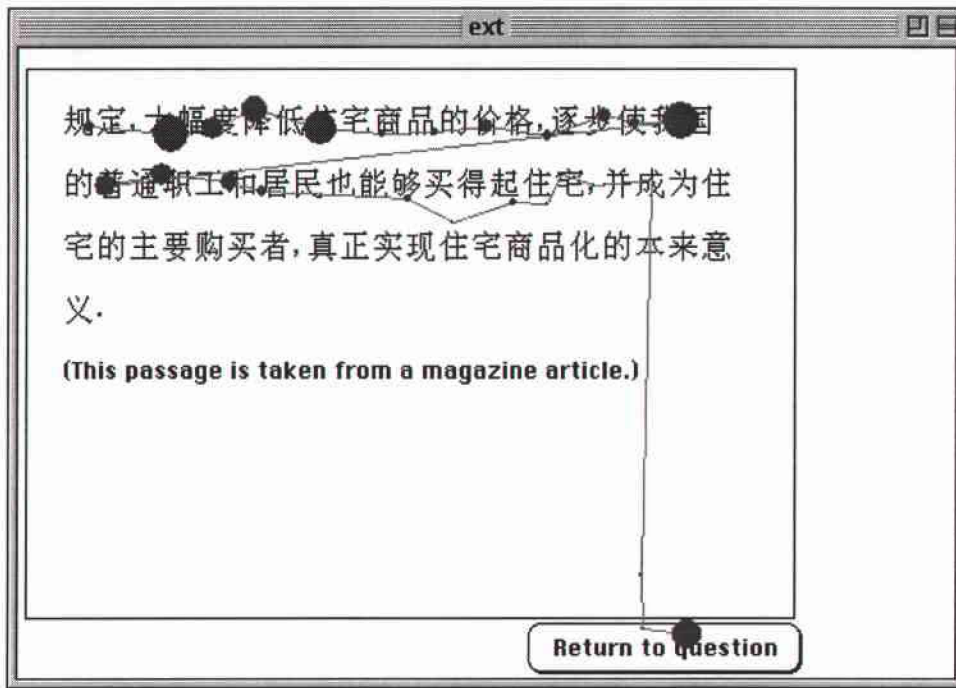 ext
规定,大幅度降低住宅商品的价格,逐步使我国
的普通职工和居民也能够买得起住宅,并成为住
宅的主要购买者,真正实现住宅商品化的本来意
义.
(This passage is taken from a magazine article.)
Return to question